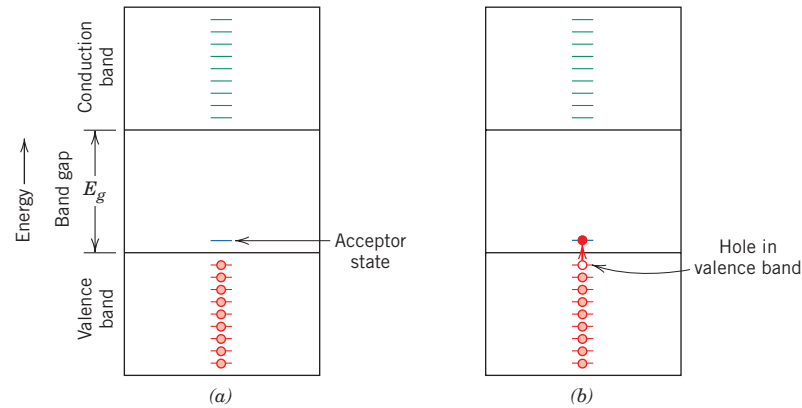 Energy
Conduction
band
Band gap
E_g
Valence
band
Acceptor
state
(a)
Hole in
valence band
(b)